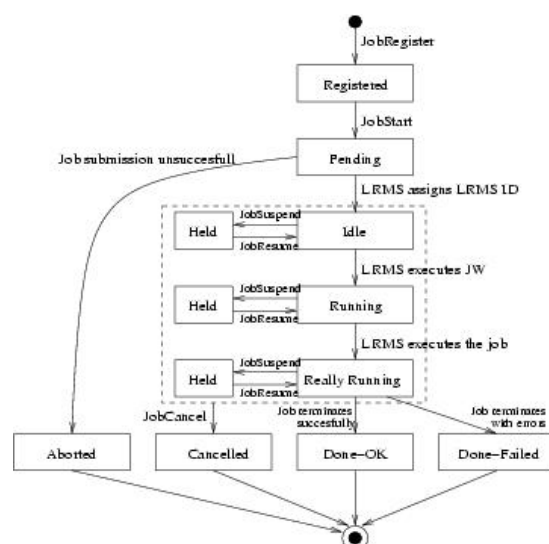 JobRegister
Registered
JobStart
Job submission unsuccesfull
Pending
LRMS assigns LRMS ID
Held
JobSuspend
JobResume
Idle
LRMS executes JW
Held
JobSuspend
JobResume
Running
LRMS executes the job
Held
JobSuspend
JobResume
Really Running
JobCancel
Job terminates
succesfully
Job terminates
with errors
Aborted
Cancelled
Done-OK
Done-Failed